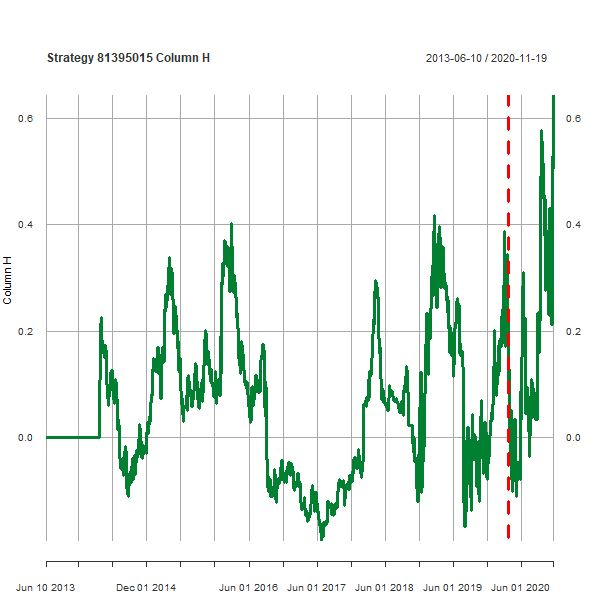 Strategy 81395015 Column H
2013-06-10 / 2020-11-19
0.6
0.6
0.4
0.4
Column H
0.2
0.2
0.0
0.0
Jun 10 2013
Dec 01 2014
Jun 01 2016
Jun 01 2017
Jun 01 2018
Jun 01 2019
Jun 01 2020